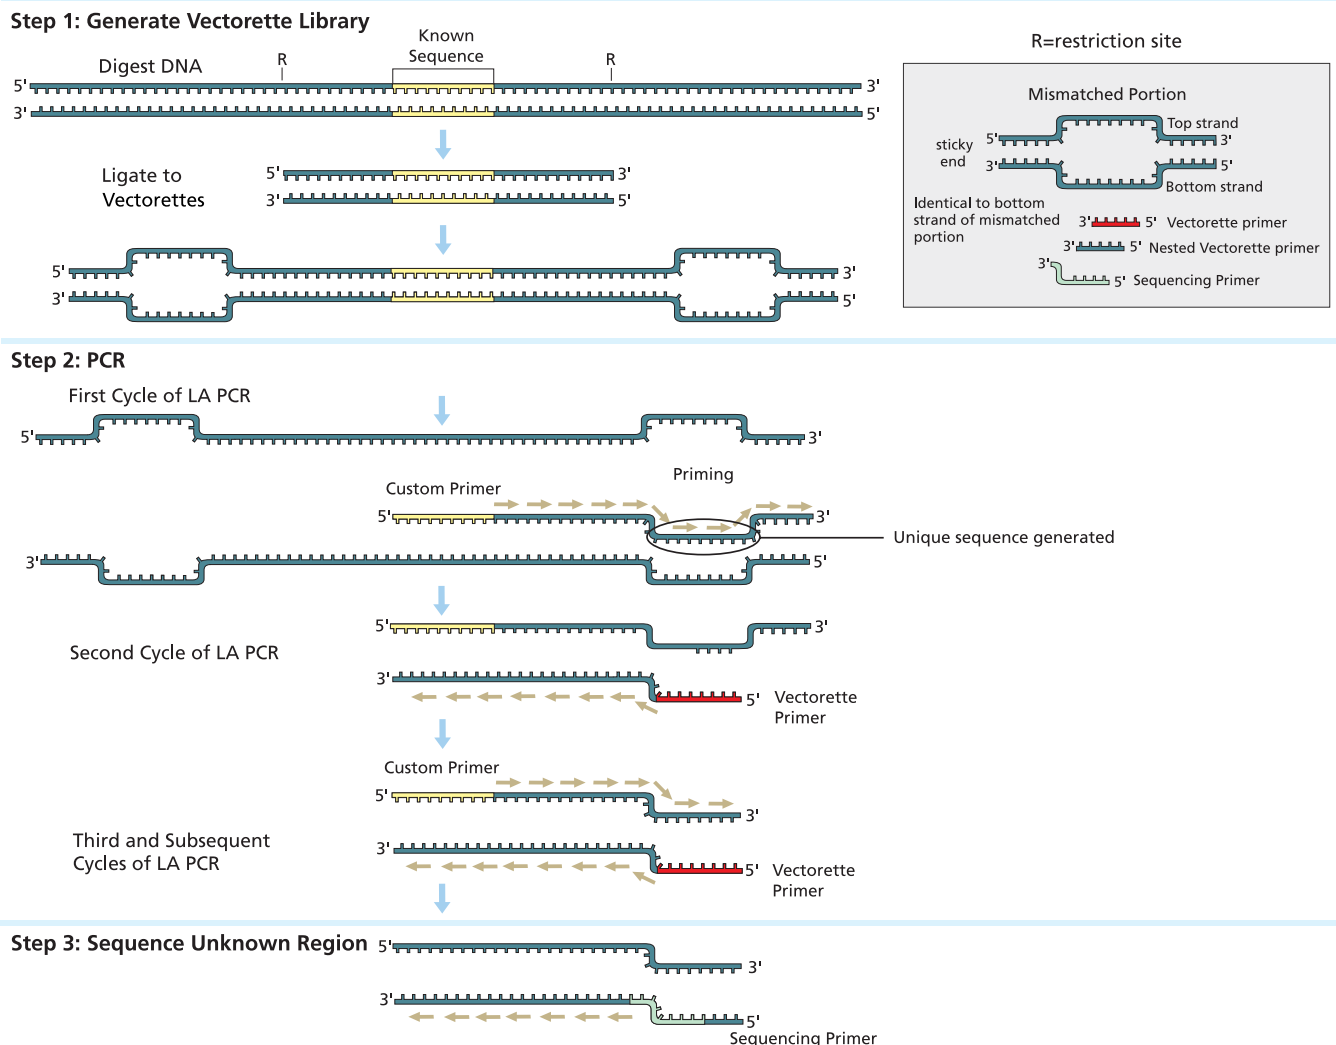 Step 1: Generate Vectorette Library
Known
Sequence
R=restriction site
Digest DNA
R
R
5'
3'
3'
5'
Mismatched Portion
Top strand
sticky
end
5'
3'
3'
5'
Bottom strand
Identical to bottom
strand of mismatched
portion
3' 5' Vectorette primer
3' 5' Nested Vectorette primer
3'
5' Sequencing Primer
Ligate to
Vectorettes
5'
3'
3'
5'
5'
3'
3'
5'
Step 2: PCR
First Cycle of LA PCR
5'
3'
Priming
Custom Primer
5'
3'
Unique sequence generated
3'
5'
5'
3'
Second Cycle of LA PCR
3'
5'
Vectorette
Primer
Custom Primer
5'
3'
Third and Subsequent
Cycles of LA PCR
3'
5'
Vectorette
Primer
Step 3: Sequence Unknown Region
5'
3'
3'
5'
Sequencing Primer